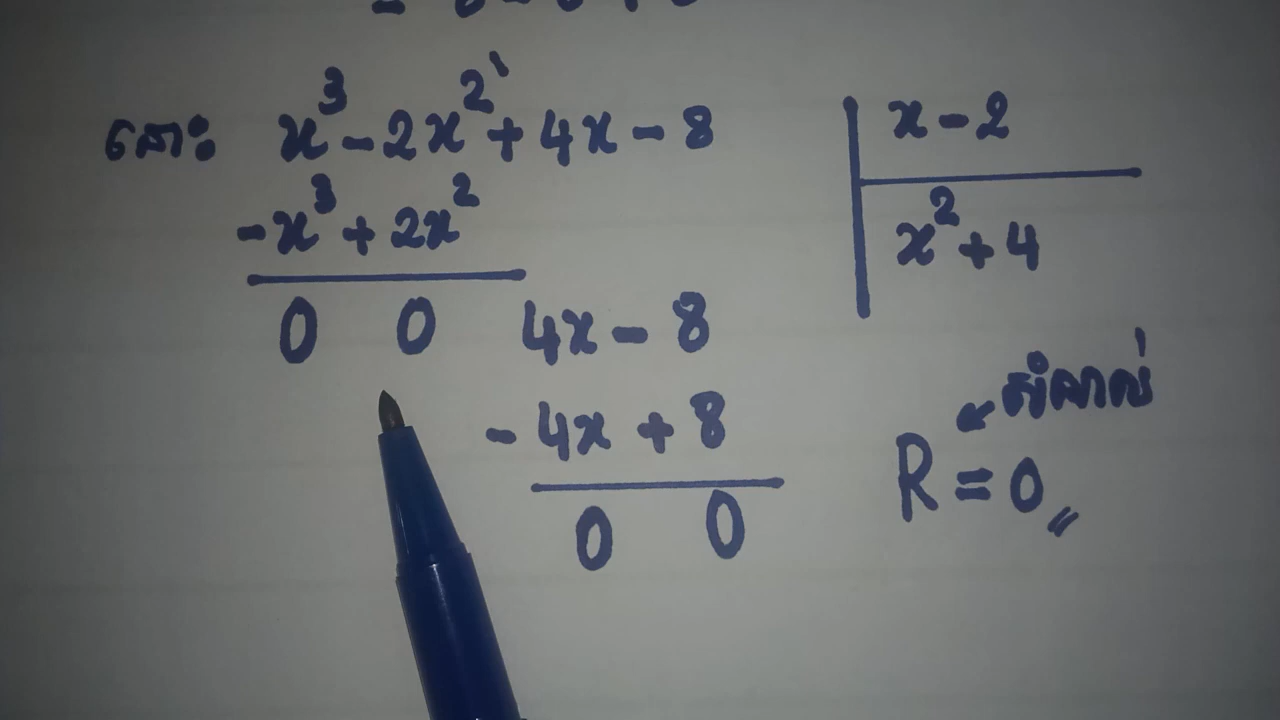 នោះ x³ - 2x² + 4x - 8
x - 2
-x³ + 2x²
x² + 4
0 0 4x - 8
-4x + 8
សំណល់
R = 0
0 0